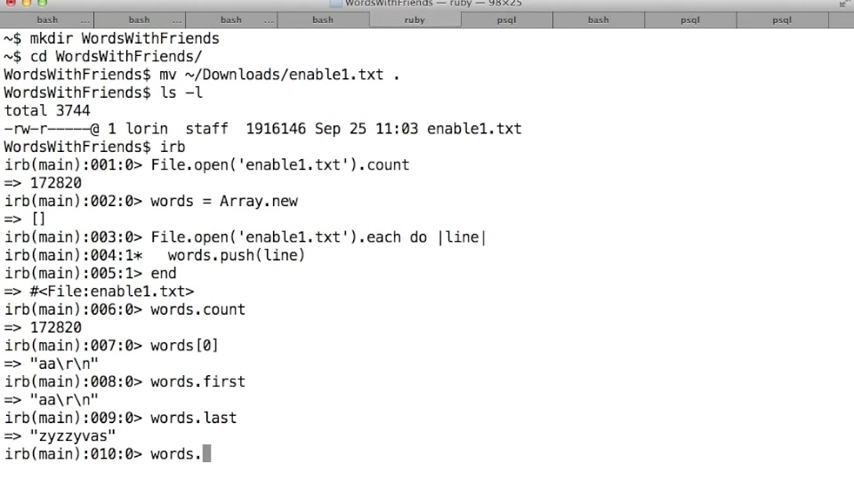 WordsWithFriends — ruby — 98×25
bash ... bash ... bash ... bash ruby psql bash psql psql
~$ mkdir WordsWithFriends
~$ cd WordsWithFriends/
WordsWithFriends$ mv ~/Downloads/enable1.txt .
WordsWithFriends$ ls -l
total 3744
-rw-r-----@ 1 lorin  staff  1916146 Sep 25 11:03 enable1.txt
WordsWithFriends$ irb
irb(main):001:0> File.open('enable1.txt').count
=> 172820
irb(main):002:0> words = Array.new
=> []
irb(main):003:0> File.open('enable1.txt').each do |line|
irb(main):004:1*   words.push(line)
irb(main):005:1> end
=> #<File:enable1.txt>
irb(main):006:0> words.count
=> 172820
irb(main):007:0> words[0]
=> "aa\r\n"
irb(main):008:0> words.first
=> "aa\r\n"
irb(main):009:0> words.last
=> "zyzzyvas"
irb(main):010:0> words.